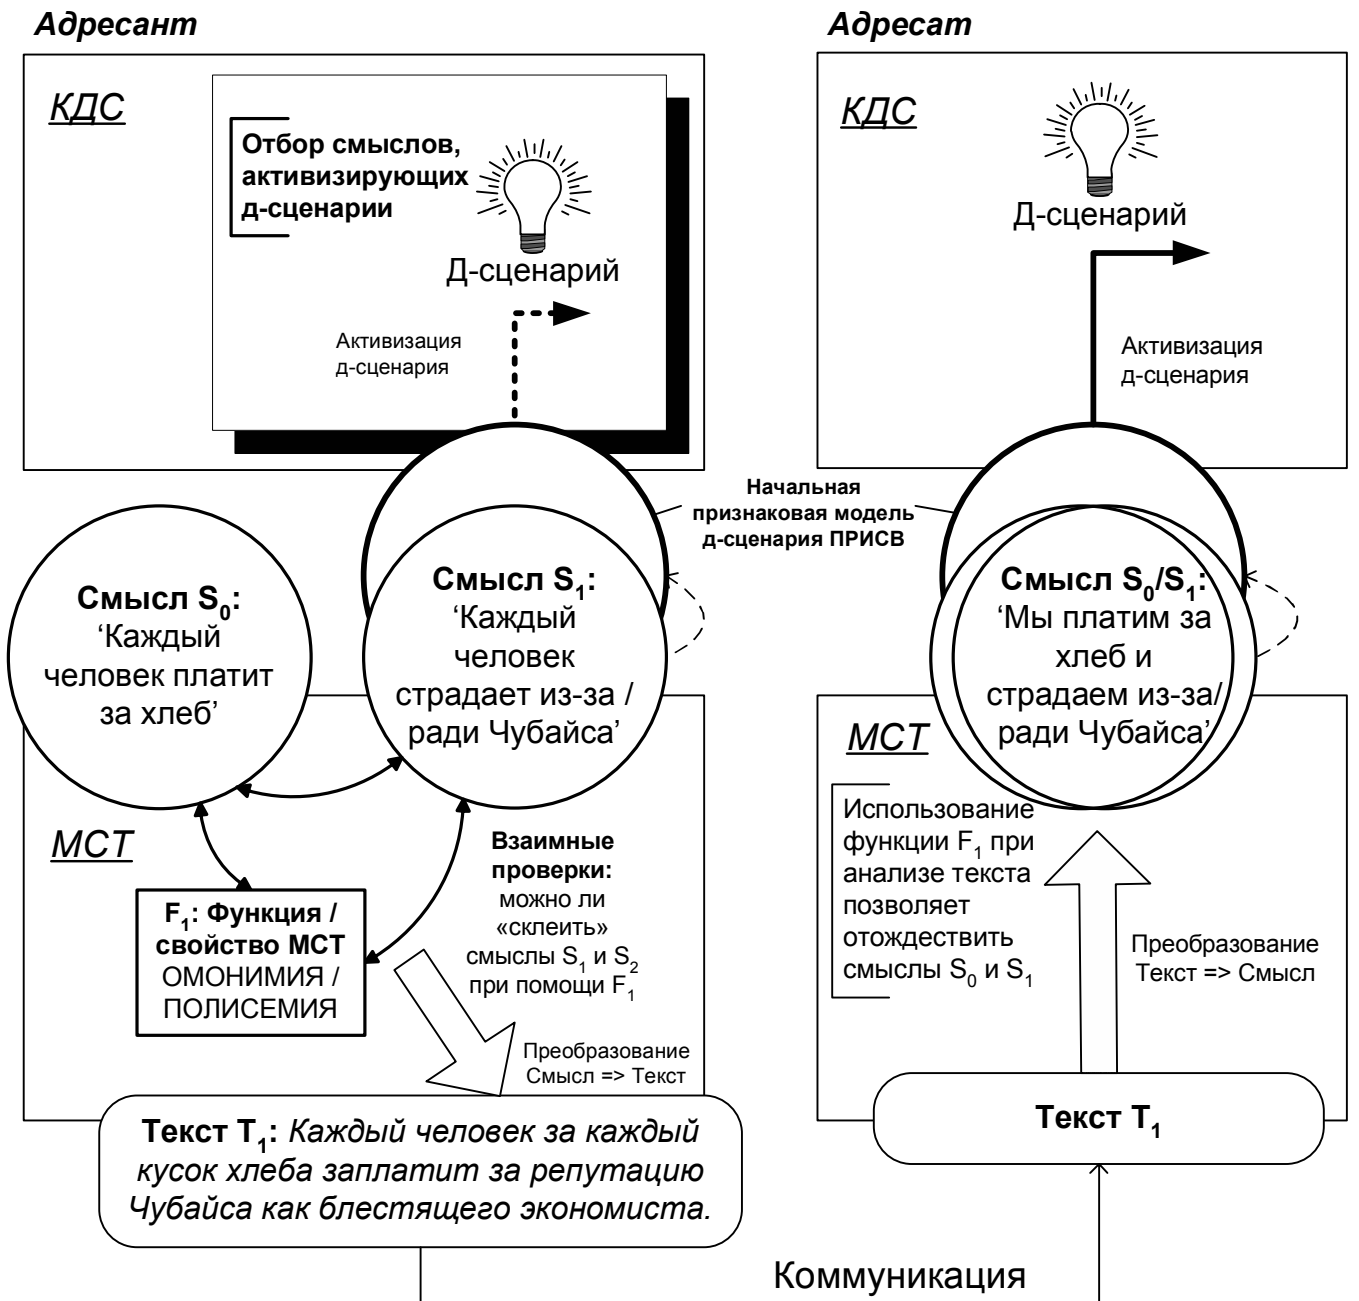 Адресант
КДС
Отбор смыслов,
активизирующих
д-сценарии
Д-сценарий
Активизация
д-сценария
Смысл S0:
‘Каждый
человек платит
за хлеб’
Смысл S1:
‘Каждый
человек
страдает из-за /
ради Чубайса’
Начальная
признаковая модель
д-сценария ПРИСВ
МСТ
F1: Функция /
свойство МСТ
ОМОНИМИЯ /
ПОЛИСЕМИЯ
Взаимные
проверки:
можно ли
«склеить»
смыслы S1 и S2
при помощи F1
Преобразование
Смысл => Текст
Текст T1: Каждый человек за каждый
кусок хлеба заплатит за репутацию
Чубайса как блестящего экономиста.
Адресат
КДС
Д-сценарий
Активизация
д-сценария
Смысл S0/S1:
‘Мы платим за
хлеб и
страдаем из-за/
ради Чубайса’
МСТ
Использование
функции F1 при
анализе текста
позволяет
отождествить
смыслы S0 и S1
Преобразование
Текст => Смысл
Текст T1
Коммуникация